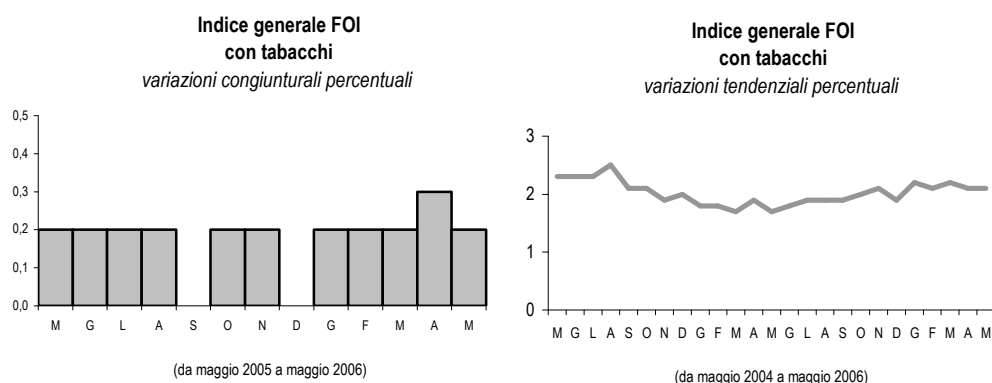 Indice generale FOI
con tabacchi
variazioni congiunturali percentuali
0,5
0,4
0,3
0,2
0,1
0,0
M G L A S O N D G F M A M
(da maggio 2005 a maggio 2006)
Indice generale FOI
con tabacchi
variazioni tendenziali percentuali
3
2
1
0
M G L A S O N D G F M A M G L A S O N D G F M A M
(da maggio 2004 a maggio 2006)